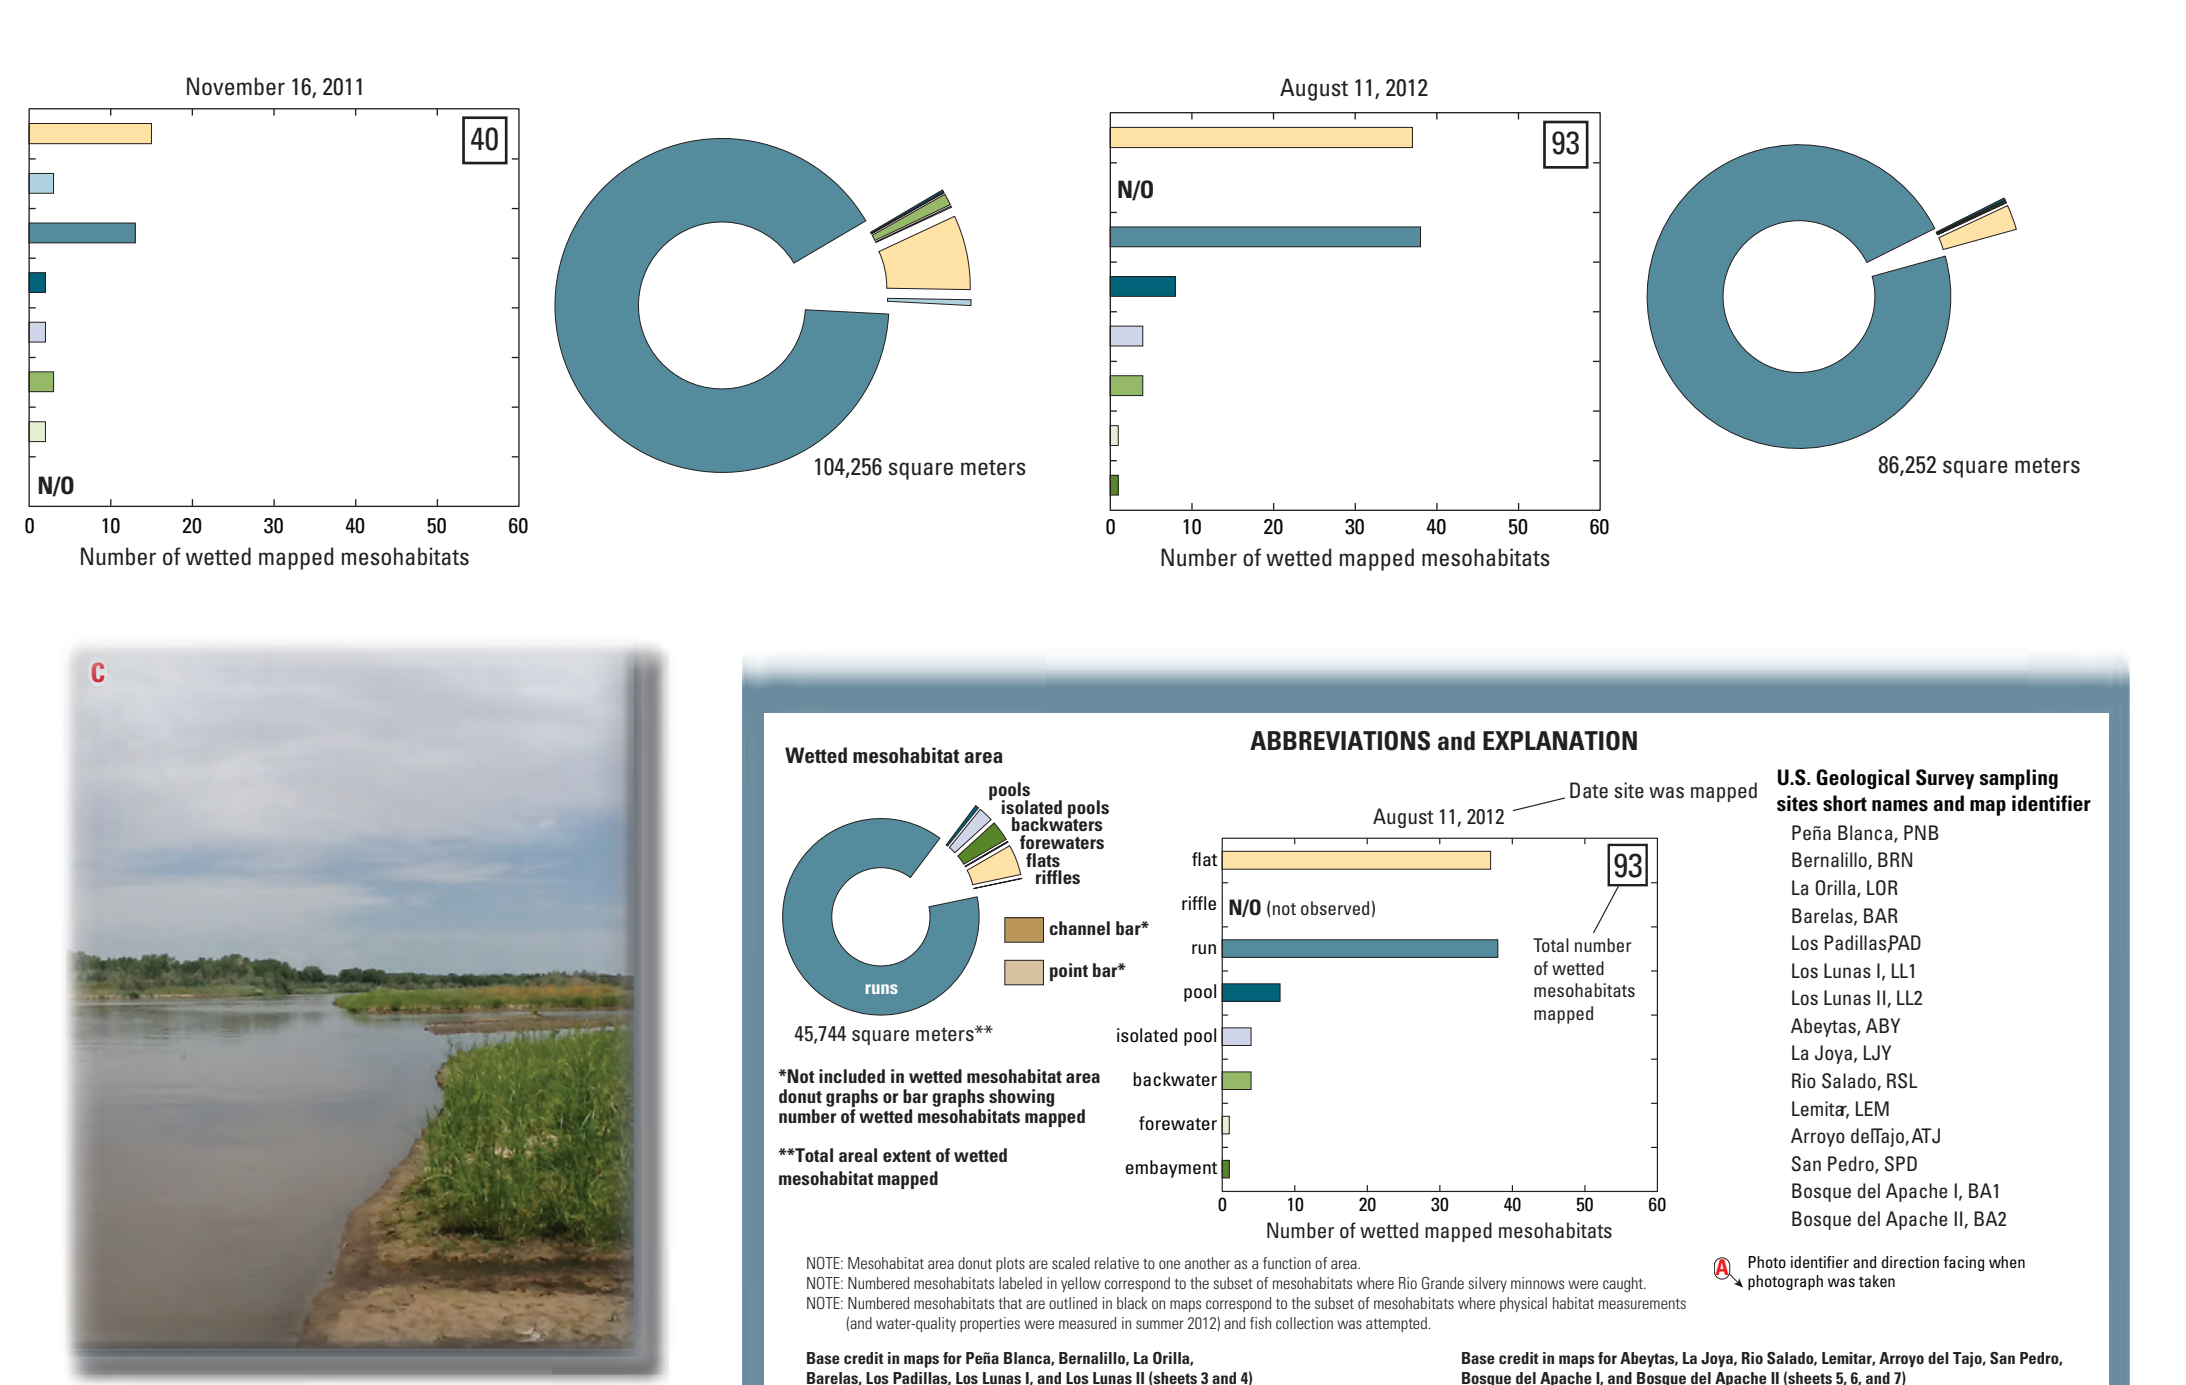 November 16, 2011
40
N/O
0 10 20 30 40 50 60
Number of wetted mapped mesohabitats
104,256 square meters
August 11, 2012
93
N/O
0 10 20 30 40 50 60
Number of wetted mapped mesohabitats
86,252 square meters
C
ABBREVIATIONS and EXPLANATION
Wetted mesohabitat area
pools
isolated pools
backwaters
forewaters
flats
riffles
runs
channel bar*
point bar*
45,744 square meters**
*Not included in wetted mesohabitat area
donut graphs or bar graphs showing
number of wetted mesohabitats mapped
**Total areal extent of wetted
mesohabitat mapped
Date site was mapped
August 11, 2012
flat
93
riffle
N/O (not observed)
run
Total number
of wetted
mesohabitats
mapped
pool
isolated pool
backwater
forewater
embayment
0 10 20 30 40 50 60
Number of wetted mapped mesohabitats
U.S. Geological Survey sampling
sites short names and map identifier
Peña Blanca, PNB
Bernalillo, BRN
La Orilla, LOR
Barelas, BAR
Los Padillas,PAD
Los Lunas I, LL1
Los Lunas II, LL2
Abeytas, ABY
La Joya, LJY
Rio Salado, RSL
Lemitar, LEM
Arroyo delTajo, ATJ
San Pedro, SPD
Bosque del Apache I, BA1
Bosque del Apache II, BA2
A
Photo identifier and direction facing when
photograph was taken
NOTE: Mesohabitat area donut plots are scaled relative to one another as a function of area.
NOTE: Numbered mesohabitats labeled in yellow correspond to the subset of mesohabitats where Rio Grande silvery minnows were caught.
NOTE: Numbered mesohabitats that are outlined in black on maps correspond to the subset of mesohabitats where physical habitat measurements
(and water-quality properties were measured in summer 2012) and fish collection was attempted.
Base credit in maps for Peña Blanca, Bernalillo, La Orilla,
Barelas, Los Padillas, Los Lunas I, and Los Lunas II (sheets 3 and 4)
Base credit in maps for Abeytas, La Joya, Rio Salado, Lemitar, Arroyo del Tajo, San Pedro,
Bosque del Apache I, and Bosque del Apache II (sheets 5, 6, and 7)